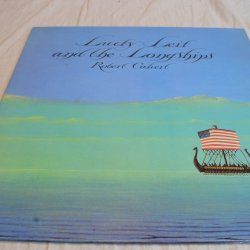 Lucky Leif
and the Longships
Robert Calvert